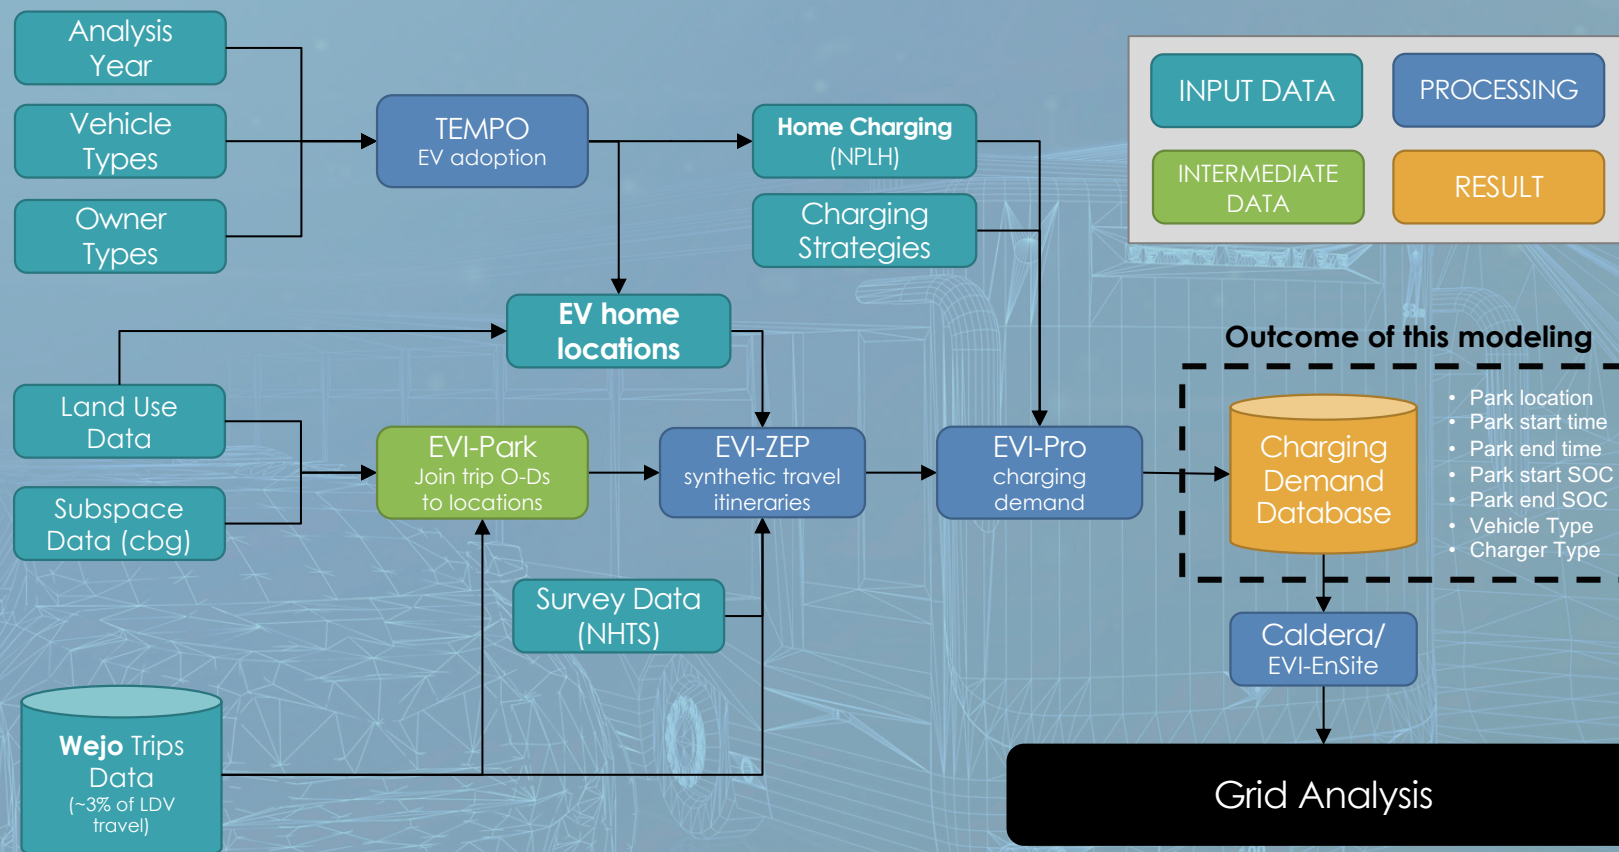 Analysis
Year
Vehicle
Types
Owner
Types
TEMPO
EV adoption
Home Charging
(NPLH)
Charging
Strategies
INPUT DATA
PROCESSING
INTERMEDIATE
DATA
RESULT
EV home
locations
Land Use
Data
Subspace
Data (cbg)
EVI-Park
Join trip O-Ds
to locations
EVI-ZEP
synthetic travel
itineraries
EVI-Pro
charging
demand
Outcome of this modeling
Charging
Demand
Database
• Park location
• Park start time
• Park end time
• Park start SOC
• Park end SOC
• Vehicle Type
• Charger Type
Survey Data
(NHTS)
Caldera/
EVI-EnSite
Wejo Trips
Data
(~3% of LDV
travel)
Grid Analysis